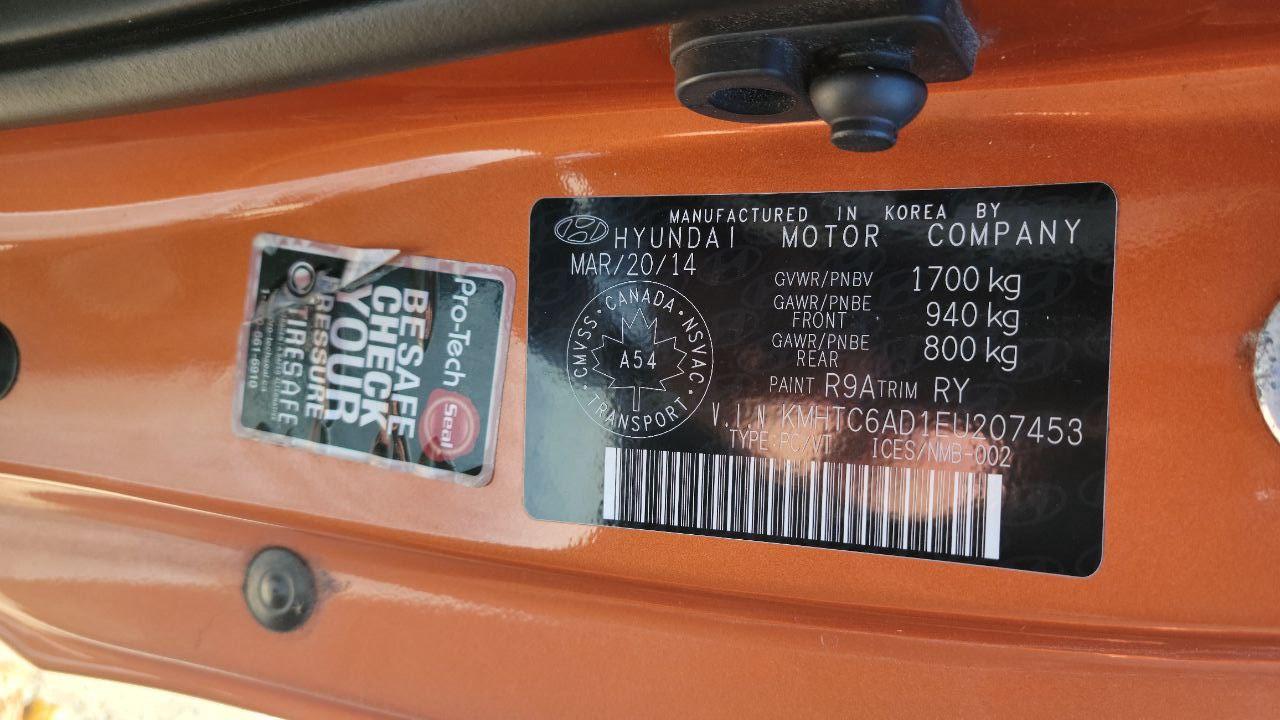 MANUFACTURED IN KOREA BY
HYUNDAI MOTOR COMPANY
MAR/20/14
GVWR/PNBV 1700 kg
GAWR/PNBE FRONT 940 kg
GAWR/PNBE REAR 800 kg
CANADA
CMVSS · NSVAC
A54
TRANSPORT
PAINT R9A TRIM RY
V.I.N KMHTC6AD1EU207453
TYPE:PC/VT ICES/NMB-002
Pro-Tech
Seal
BE SAFE
CHECK
YOUR
PRESSURE
TIRESAFE